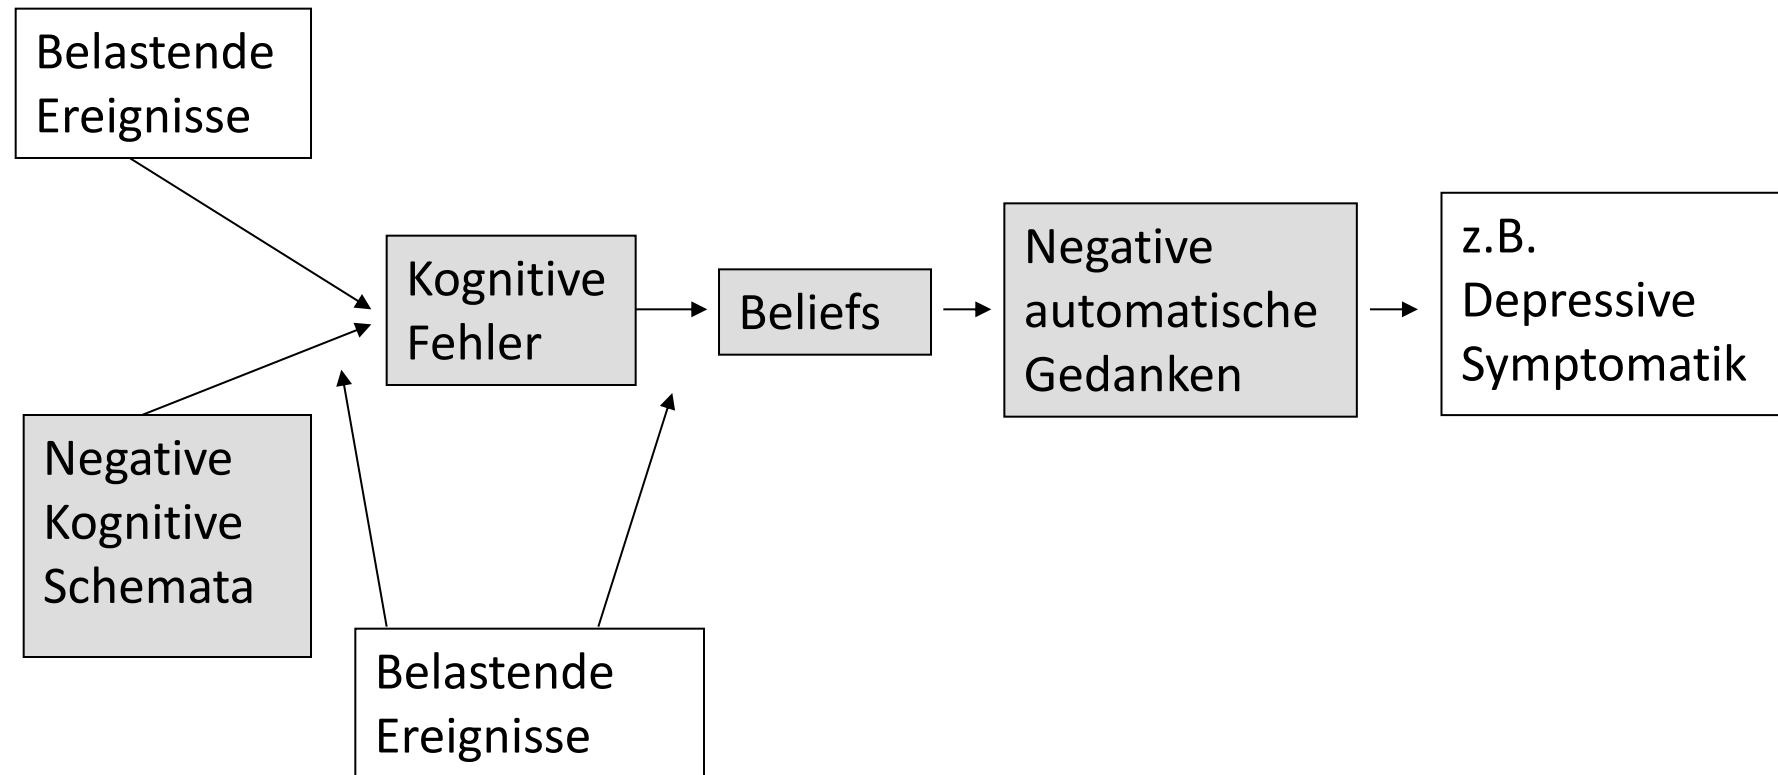 Belastende
Ereignisse
Kognitive
Fehler
Beliefs
Negative
automatische
Gedanken
z.B.
Depressive
Symptomatik
Negative
Kognitive
Schemata
Belastende
Ereignisse